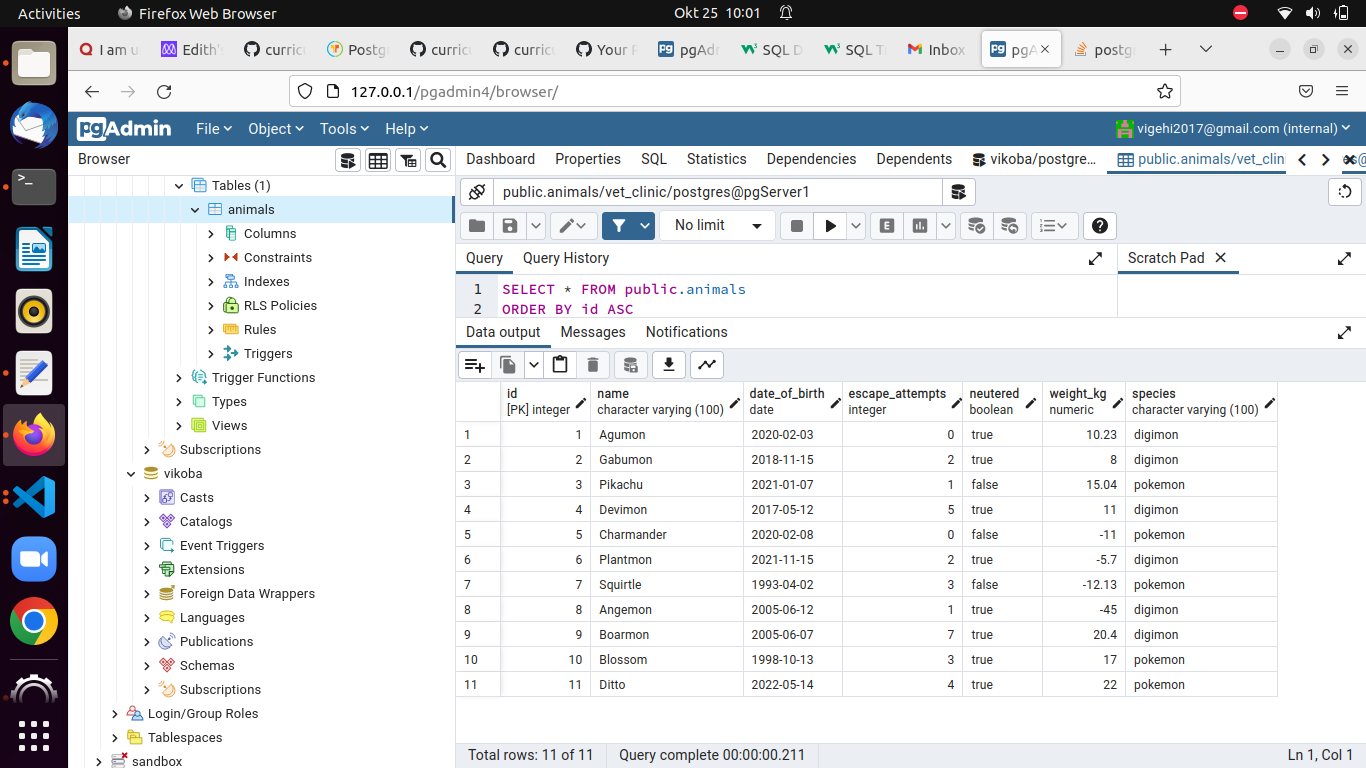 Activities Firefox Web Browser Okt 25 10:01
I am u Edith' curricu Postg curricu curricu Your P pgAdr SQL D SQL T Inbox pgA postg
127.0.0.1/pgadmin4/browser/
pgAdmin File Object Tools Help vigehi2017@gmail.com (internal)
Browser
Dashboard Properties SQL Statistics Dependencies Dependents vikoba/postgre... public.animals/vet_clin es@
Tables (1)
animals
Columns
Constraints
Indexes
RLS Policies
Rules
Triggers
Trigger Functions
Types
Views
Subscriptions
vikoba
Casts
Catalogs
Event Triggers
Extensions
Foreign Data Wrappers
Languages
Publications
Schemas
Subscriptions
Login/Group Roles
Tablespaces
sandbox
public.animals/vet_clinic/postgres@pgServer1
No limit E
Query Query History Scratch Pad
1 SELECT * FROM public.animals
2 ORDER BY id ASC
Data output Messages Notifications
id name date_of_birth escape_attempts neutered weight_kg species
[PK] integer character varying (100) date integer boolean numeric character varying (100)
1 1 Agumon 2020-02-03 0 true 10.23 digimon
2 2 Gabumon 2018-11-15 2 true 8 digimon
3 3 Pikachu 2021-01-07 1 false 15.04 pokemon
4 4 Devimon 2017-05-12 5 true 11 digimon
5 5 Charmander 2020-02-08 0 false -11 pokemon
6 6 Plantmon 2021-11-15 2 true -5.7 digimon
7 7 Squirtle 1993-04-02 3 false -12.13 pokemon
8 8 Angemon 2005-06-12 1 true -45 digimon
9 9 Boarmon 2005-06-07 7 true 20.4 digimon
10 10 Blossom 1998-10-13 3 true 17 pokemon
11 11 Ditto 2022-05-14 4 true 22 pokemon
Total rows: 11 of 11 Query complete 00:00:00.211 Ln 1, Col 1